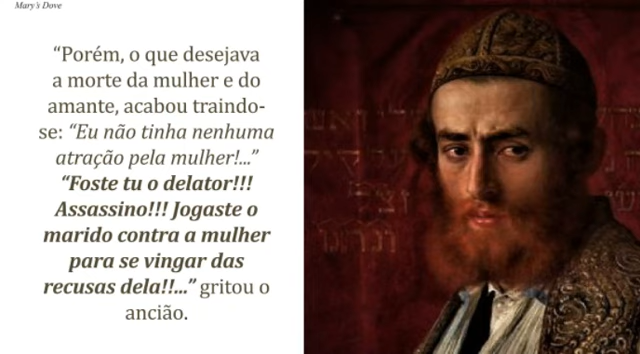 Mary's Dove
“Porém, o que desejava
a morte da mulher e do
amante, acabou traindo-
se: “Eu não tinha nenhuma
atração pela mulher!...”
“Foste tu o delator!!!
Assassino!!! Jogaste o
marido contra a mulher
para se vingar das
recusas dela!!...” gritou o
ancião.